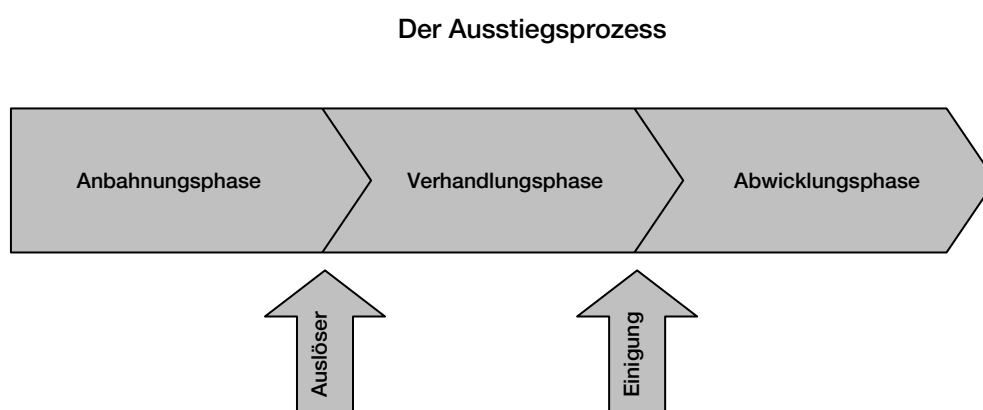 Der Ausstiegsprozess
Anbahnungsphase
Verhandlungsphase
Abwicklungsphase
Auslöser
Einigung